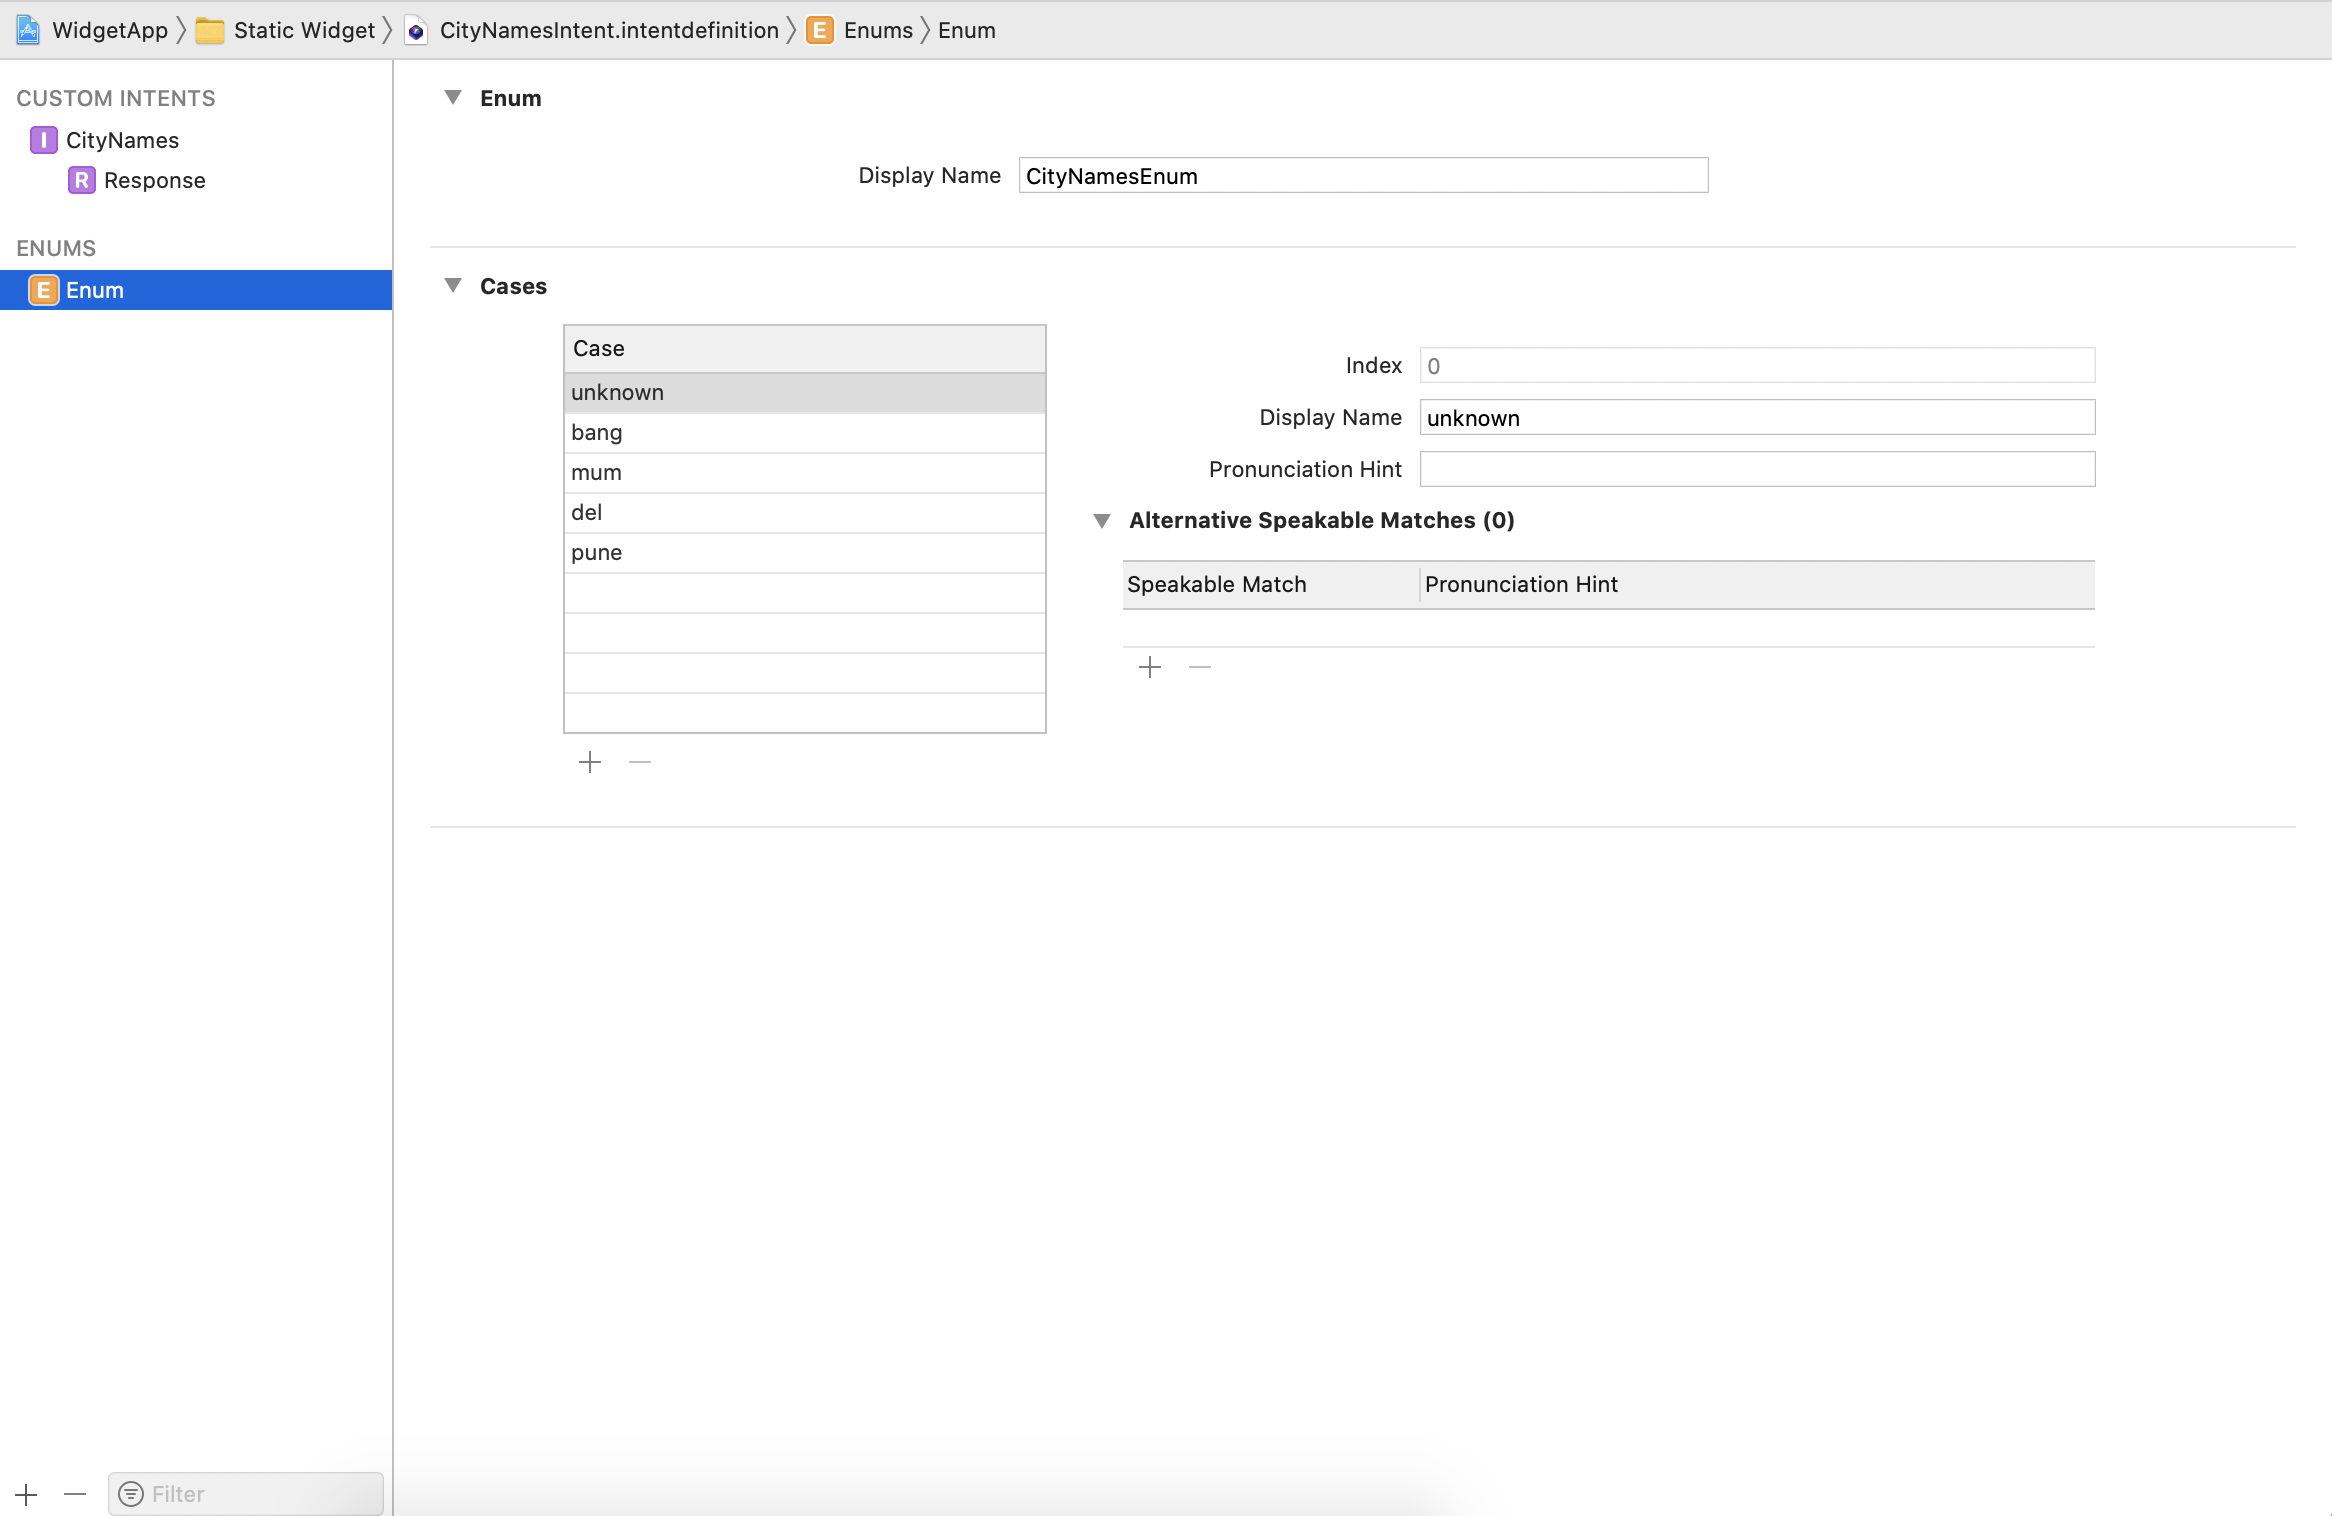 WidgetApp Static Widget CityNamesIntent.intentdefinition E Enums Enum
CUSTOM INTENTS
I CityNames
R Response
ENUMS
E Enum
Enum
Display Name CityNamesEnum
Cases
Case
unknown
bang
mum
del
pune
Index 0
Display Name unknown
Pronunciation Hint
Alternative Speakable Matches (0)
Speakable Match Pronunciation Hint
Filter